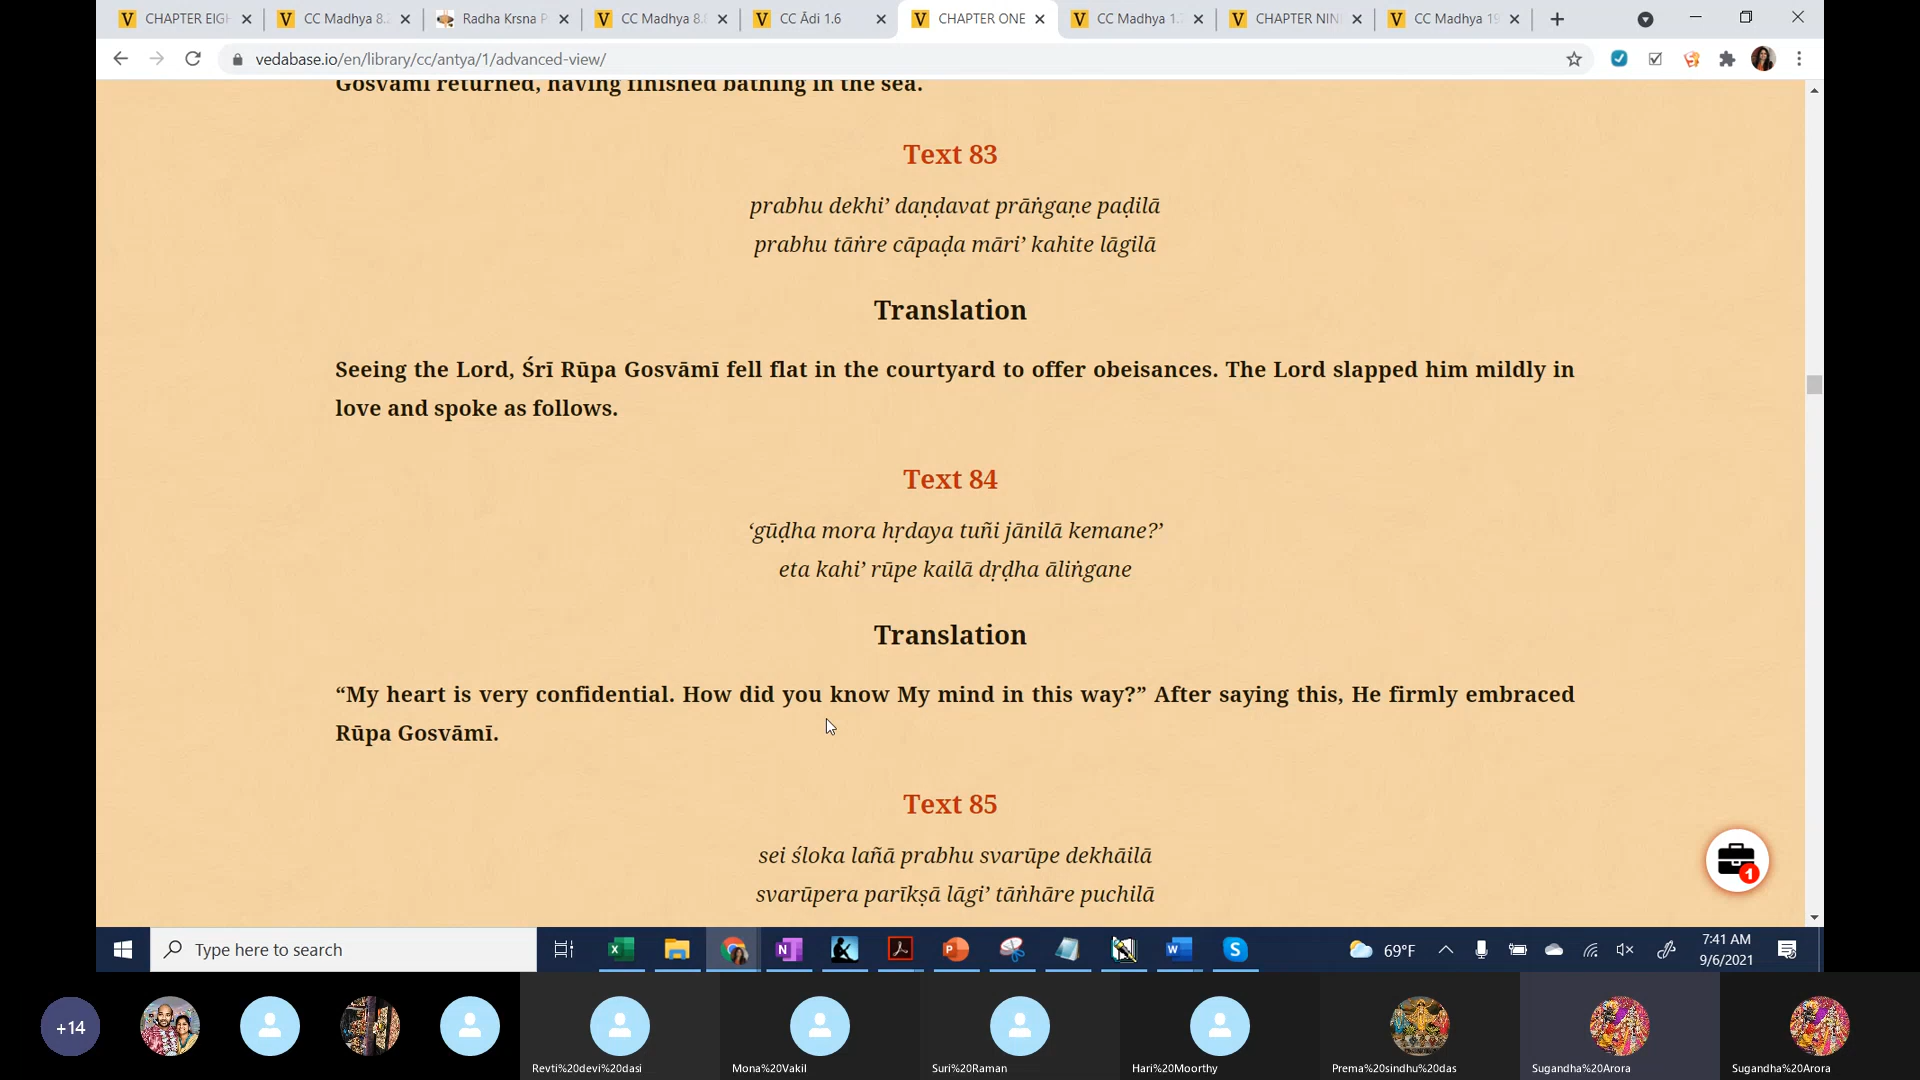 CHAPTER EIGH
CC Madhya 8.2
Radha Krsna P
CC Madhya 8.
CC Ādi 1.6
CHAPTER ONE
CC Madhya 1.
CHAPTER NIN
CC Madhya 19
vedabase.io/en/library/cc/antya/1/advanced-view/
Gosvāmī returned, having finished bathing in the sea.
Text 83
prabhu dekhi’ daṇḍavat prāṅgaṇe paḍilā
prabhu tāṅre cāpaḍa māri’ kahite lāgilā
Translation
Seeing the Lord, Śrī Rūpa Gosvāmī fell flat in the courtyard to offer obeisances. The Lord slapped him mildly in
love and spoke as follows.
Text 84
‘gūḍha mora hṛdaya tuñi jānilā kemane?’
eta kahi’ rūpe kailā dṛḍha āliṅgane
Translation
“My heart is very confidential. How did you know My mind in this way?” After saying this, He firmly embraced
Rūpa Gosvāmī.
Text 85
sei śloka lañā prabhu svarūpe dekhāilā
svarūpera parīkṣā lāgi’ tāṅhāre puchilā
1
Type here to search
69°F
7:41 AM
9/6/2021
+14
Revti%20devi%20dasi
Mona%20Vakil
Suri%20Raman
Hari%20Moorthy
Prema%20sindhu%20das
Sugandha%20Arora
Sugandha%20Arora